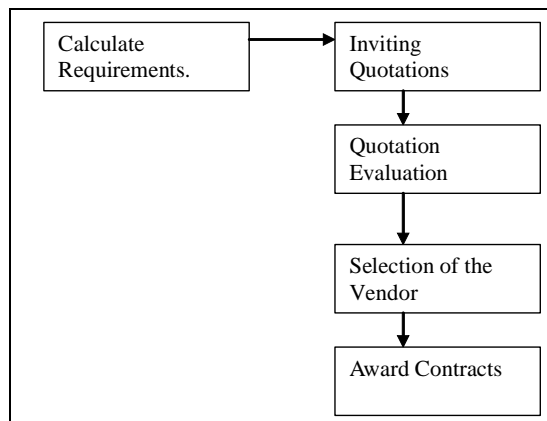 Calculate
Requirements.
Inviting
Quotations
Quotation
Evaluation
Selection of the
Vendor
Award Contracts